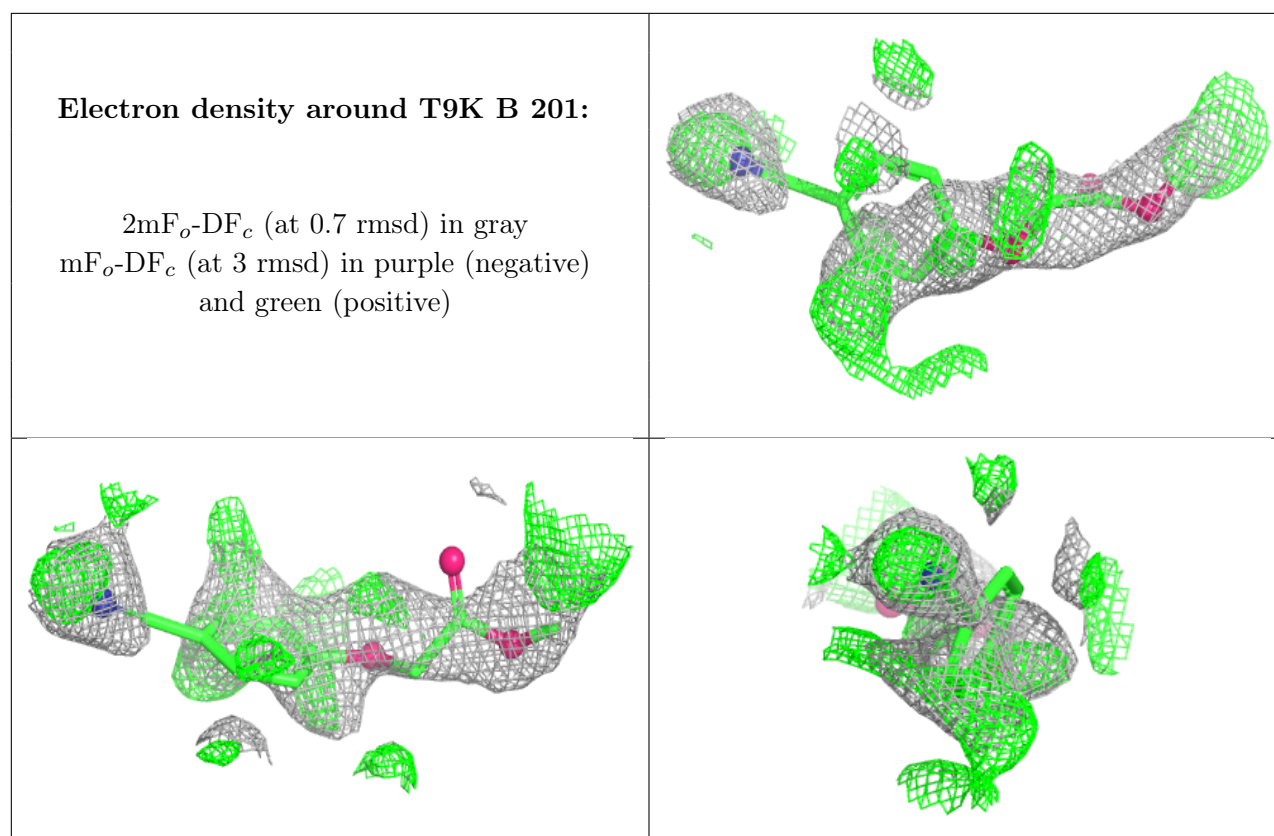 Electron density around T9K B 201:
2mFo-DFc (at 0.7 rmsd) in gray
mFo-DFc (at 3 rmsd) in purple (negative)
and green (positive)